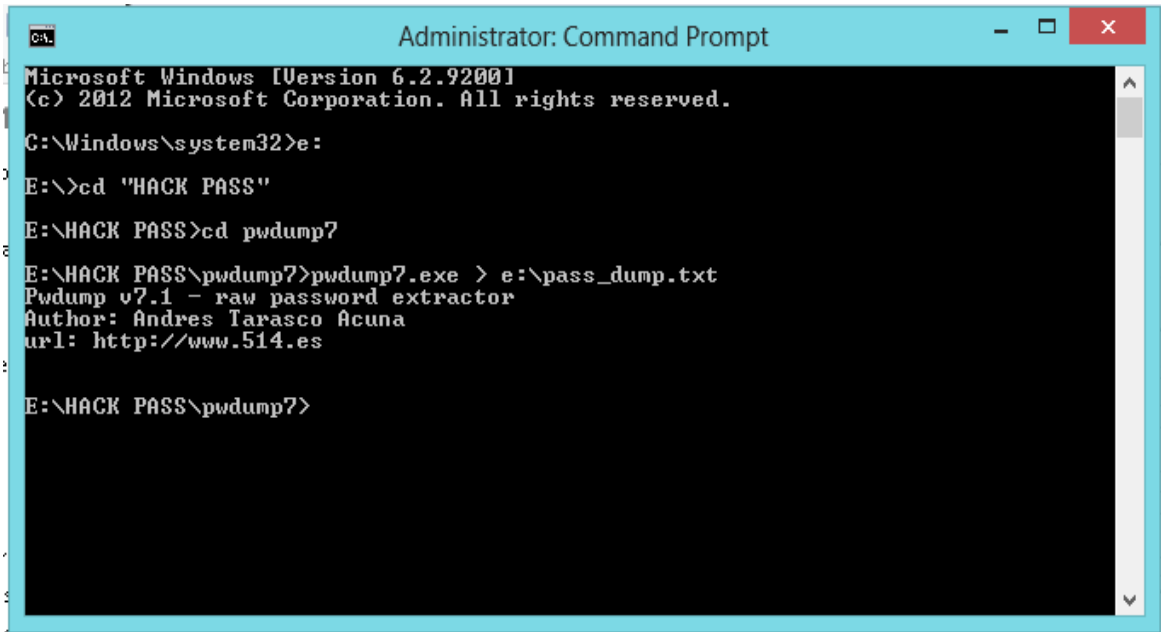 Administrator: Command Prompt
Microsoft Windows [Version 6.2.9200]
(c) 2012 Microsoft Corporation. All rights reserved.
C:\Windows\system32>e:
E:\>cd "HACK PASS"
E:\HACK PASS>cd pwdump7
E:\HACK PASS\pwdump7>pwdump7.exe > e:\pass_dump.txt
Pwdump v7.1 - raw password extractor
Author: Andres Tarasco Acuna
url: http://www.514.es
E:\HACK PASS\pwdump7>